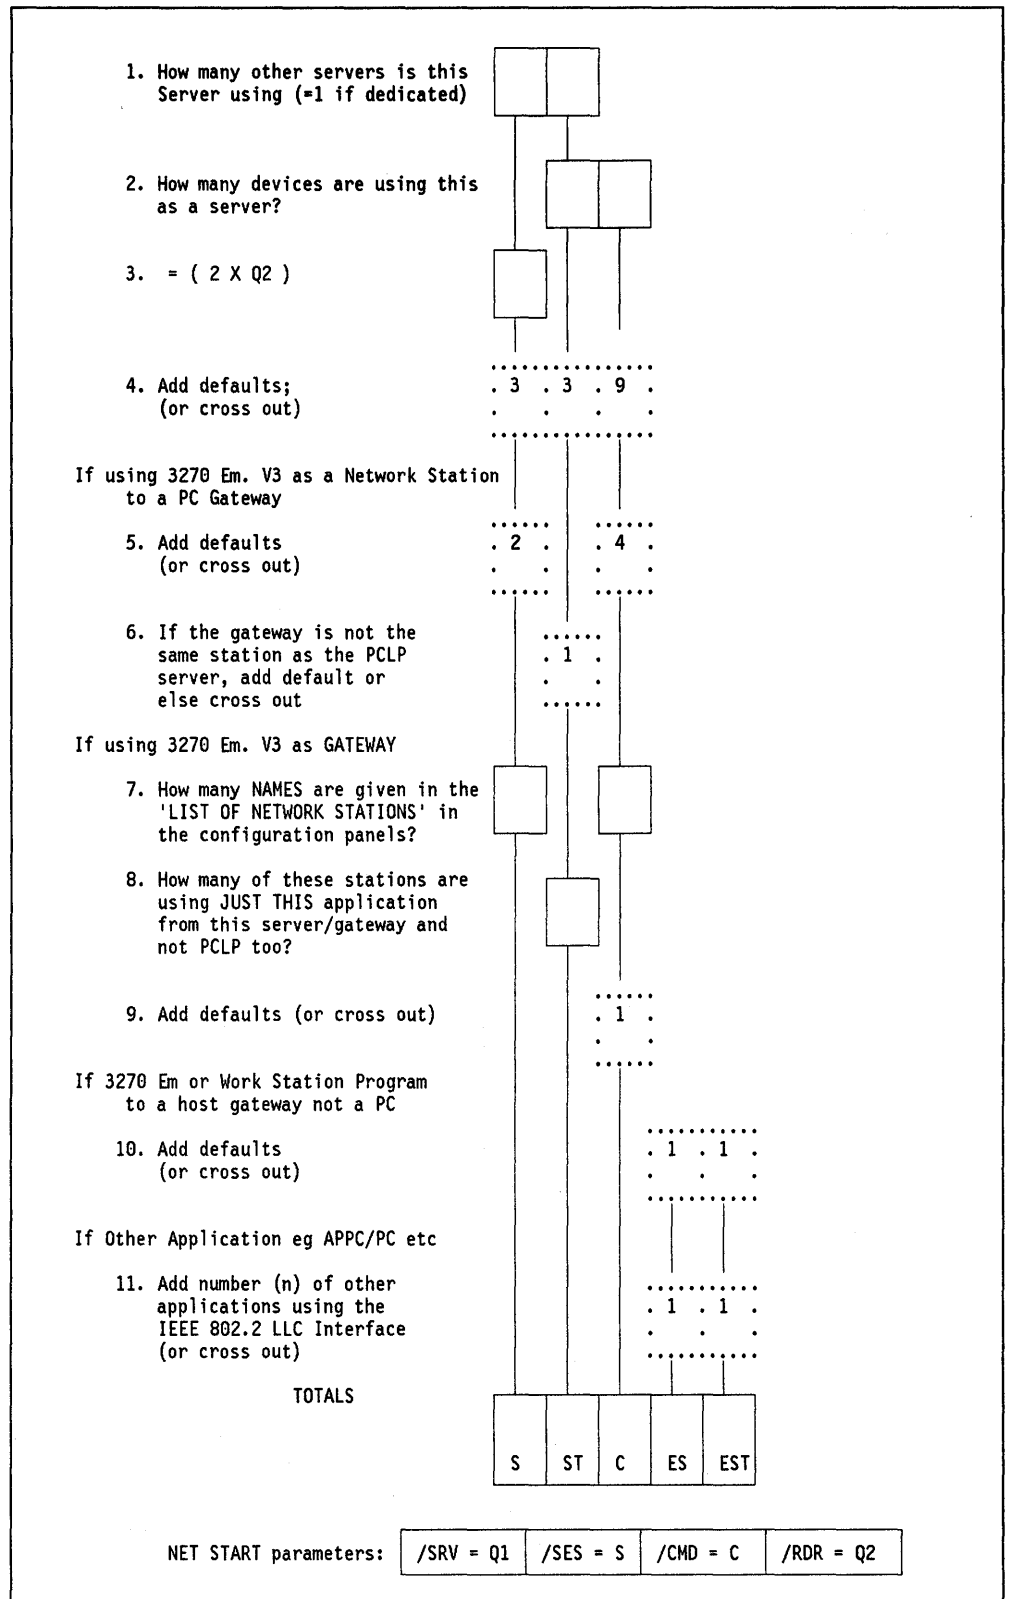 1. How many other servers is this
Server using (=1 if dedicated)
2. How many devices are using this
as a server?
3. = ( 2 X Q2 )
4. Add defaults;
(or cross out)
. 3 . 3 . 9 .
If using 3270 Em. V3 as a Network Station
to a PC Gateway
5. Add defaults
(or cross out)
. 2 . . 4 .
6. If the gateway is not the
same station as the PCLP
server, add default or
else cross out
. 1 .
If using 3270 Em. V3 as GATEWAY
7. How many NAMES are given in the
'LIST OF NETWORK STATIONS' in
the configuration panels?
8. How many of these stations are
using JUST THIS application
from this server/gateway and
not PCLP too?
9. Add defaults (or cross out)
. 1 .
If 3270 Em or Work Station Program
to a host gateway not a PC
10. Add defaults
(or cross out)
. 1 . 1 .
If Other Application eg APPC/PC etc
11. Add number (n) of other
applications using the
IEEE 802.2 LLC Interface
(or cross out)
. 1 . 1 .
TOTALS
S ST C ES EST
NET START parameters: /SRV = Q1 /SES = S /CMD = C /RDR = Q2